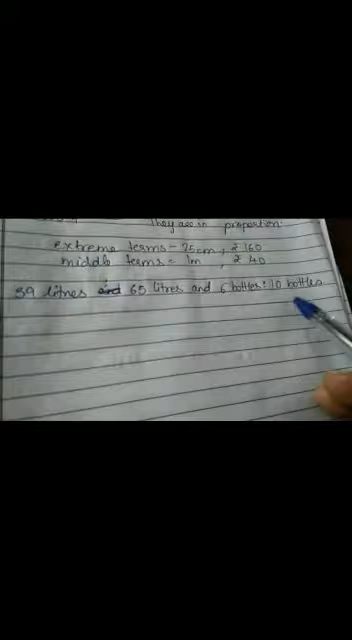 They are in proportion.
extreme terms - 25cm, ₹ 160
middle terms = 1m, ₹ 40
39 litres : 65 litres and 6 bottles : 10 bottles